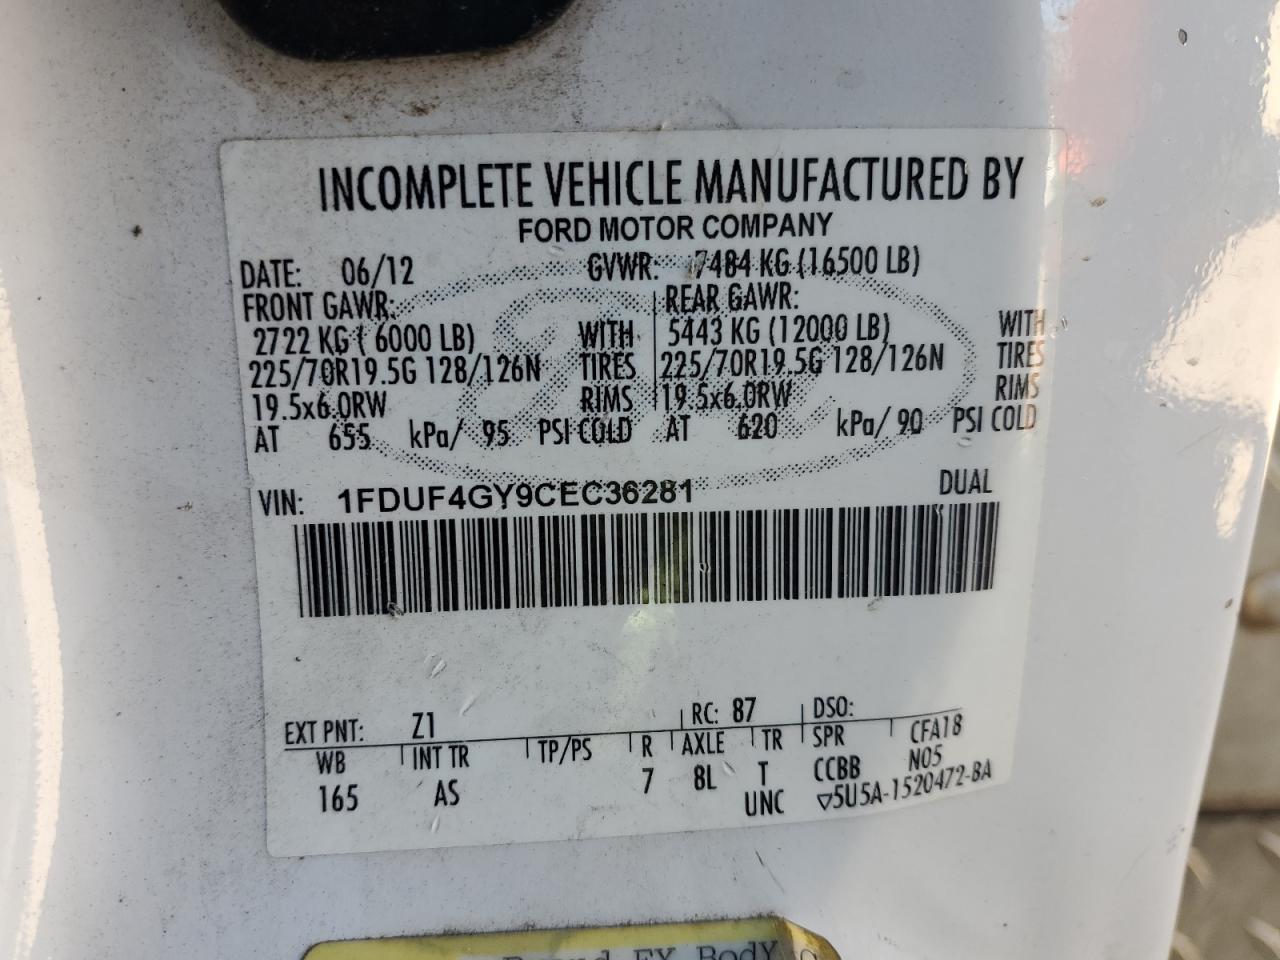 INCOMPLETE VEHICLE MANUFACTURED BY
FORD MOTOR COMPANY
DATE: 06/12 GVWR: 7484 KG (16500 LB)
FRONT GAWR: REAR GAWR:
2722 KG ( 6000 LB) WITH 5443 KG (12000 LB) WITH
225/70R19.5G 128/126N TIRES 225/70R19.5G 128/126N TIRES
19.5x6.0RW RIMS 19.5x6.0RW RIMS
AT 655 kPa/ 95 PSI COLD AT 620 kPa/ 90 PSI COLD
VIN: 1FDUF4GY9CEC36281 DUAL
EXT PNT: Z1 RC: 87 DSO:
WB INT TR TP/PS R AXLE TR SPR CFA18
165 AS 7 8L T CCBB N05
UNC ▽5U5A-1520472-BA
FX Body